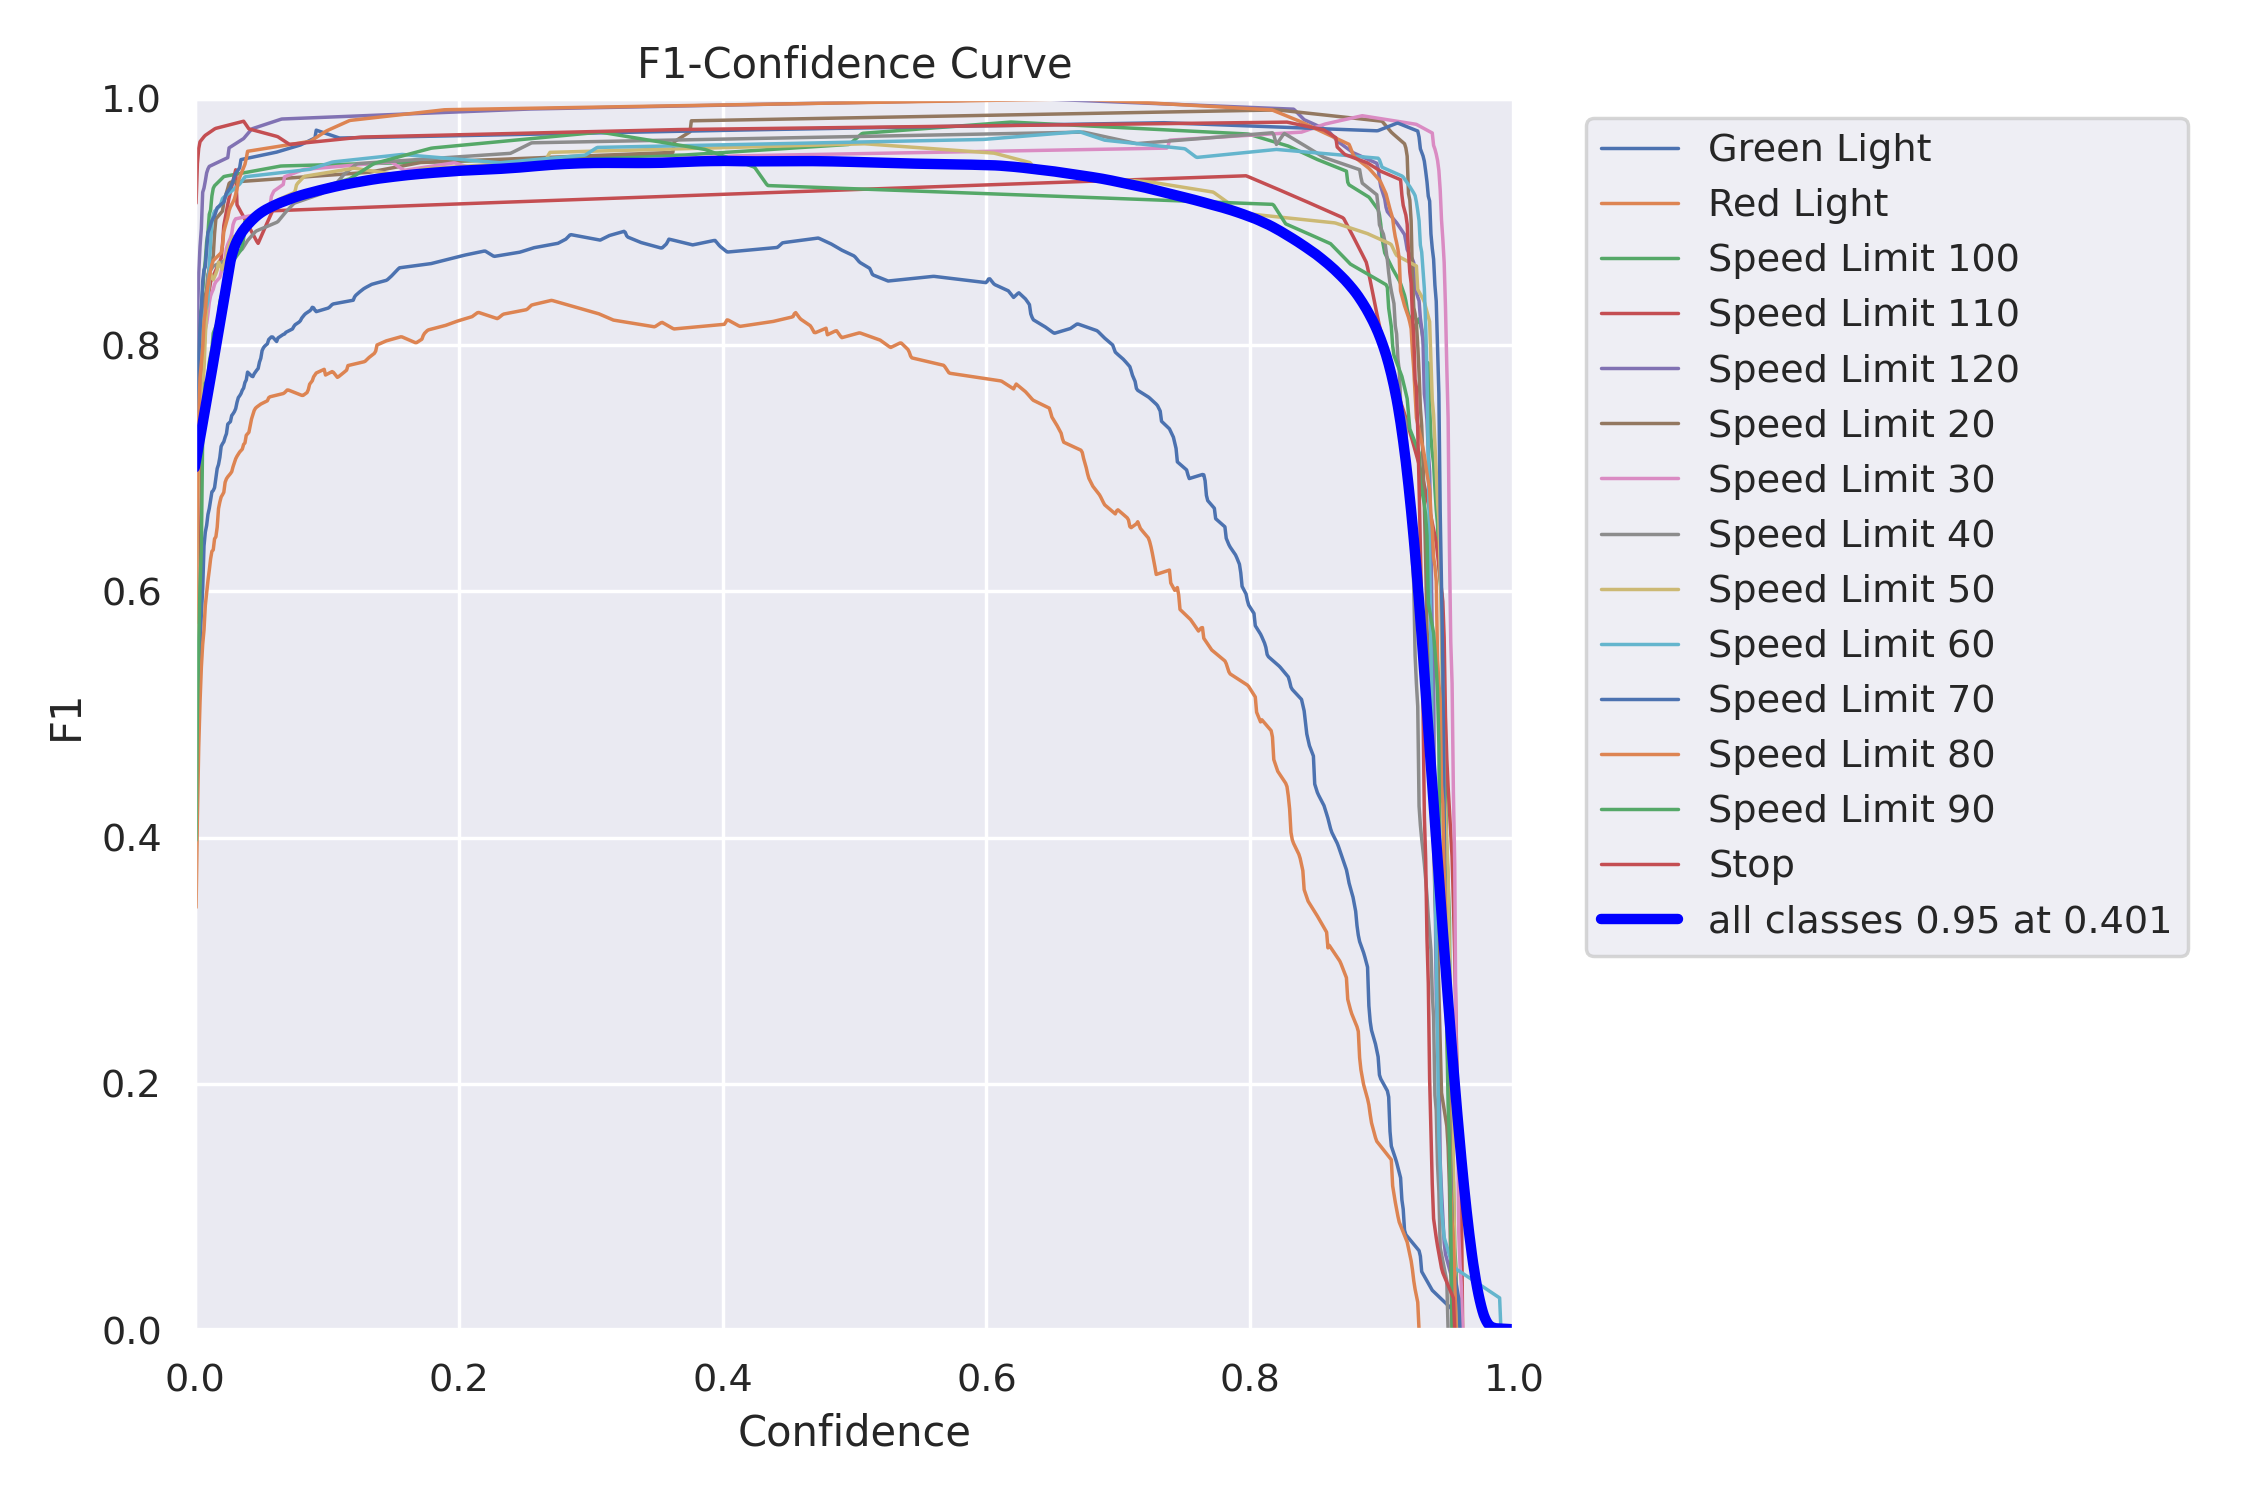 F1-Confidence Curve
1.0
0.8
0.6
0.4
0.2
0.0
F1
0.0 0.2 0.4 0.6 0.8 1.0
Confidence
Green Light
Red Light
Speed Limit 100
Speed Limit 110
Speed Limit 120
Speed Limit 20
Speed Limit 30
Speed Limit 40
Speed Limit 50
Speed Limit 60
Speed Limit 70
Speed Limit 80
Speed Limit 90
Stop
all classes 0.95 at 0.401